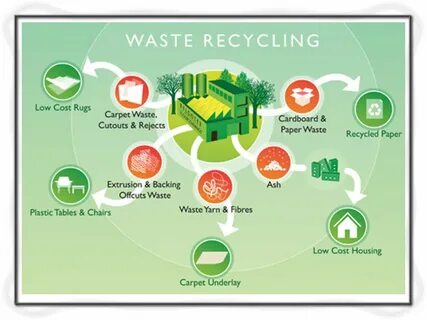 WASTE RECYCLING
Low Cost Rugs
Carpet Waste,
Cutouts & Rejects
Cardboard &
Paper Waste
Recycled Paper
Extrusion & Backing
Offcuts Waste
Waste Yarn & Fibres
Ash
Plastic Tables & Chairs
Low Cost Housing
Carpet Underlay